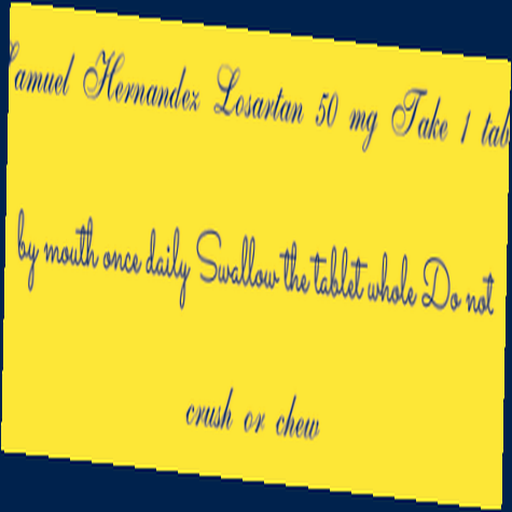 Samuel Hernandez Losartan 50 mg Take 1 tab
by mouth once daily Swallow the tablet whole Do not
crush or chew